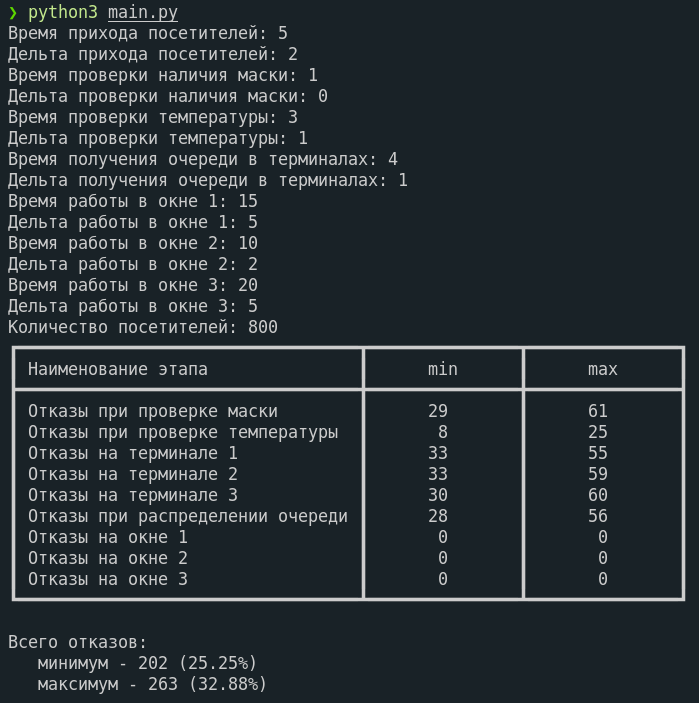 ❯ python3 main.py
Время прихода посетителей: 5
Дельта прихода посетителей: 2
Время проверки наличия маски: 1
Дельта проверки наличия маски: 0
Время проверки температуры: 3
Дельта проверки температуры: 1
Время получения очереди в терминалах: 4
Дельта получения очереди в терминалах: 1
Время работы в окне 1: 15
Дельта работы в окне 1: 5
Время работы в окне 2: 10
Дельта работы в окне 2: 2
Время работы в окне 3: 20
Дельта работы в окне 3: 5
Количество посетителей: 800
Наименование этапа min max
Отказы при проверке маски 29 61
Отказы при проверке температуры 8 25
Отказы на терминале 1 33 55
Отказы на терминале 2 33 59
Отказы на терминале 3 30 60
Отказы при распределении очереди 28 56
Отказы на окне 1 0 0
Отказы на окне 2 0 0
Отказы на окне 3 0 0
Всего отказов:
минимум - 202 (25.25%)
максимум - 263 (32.88%)